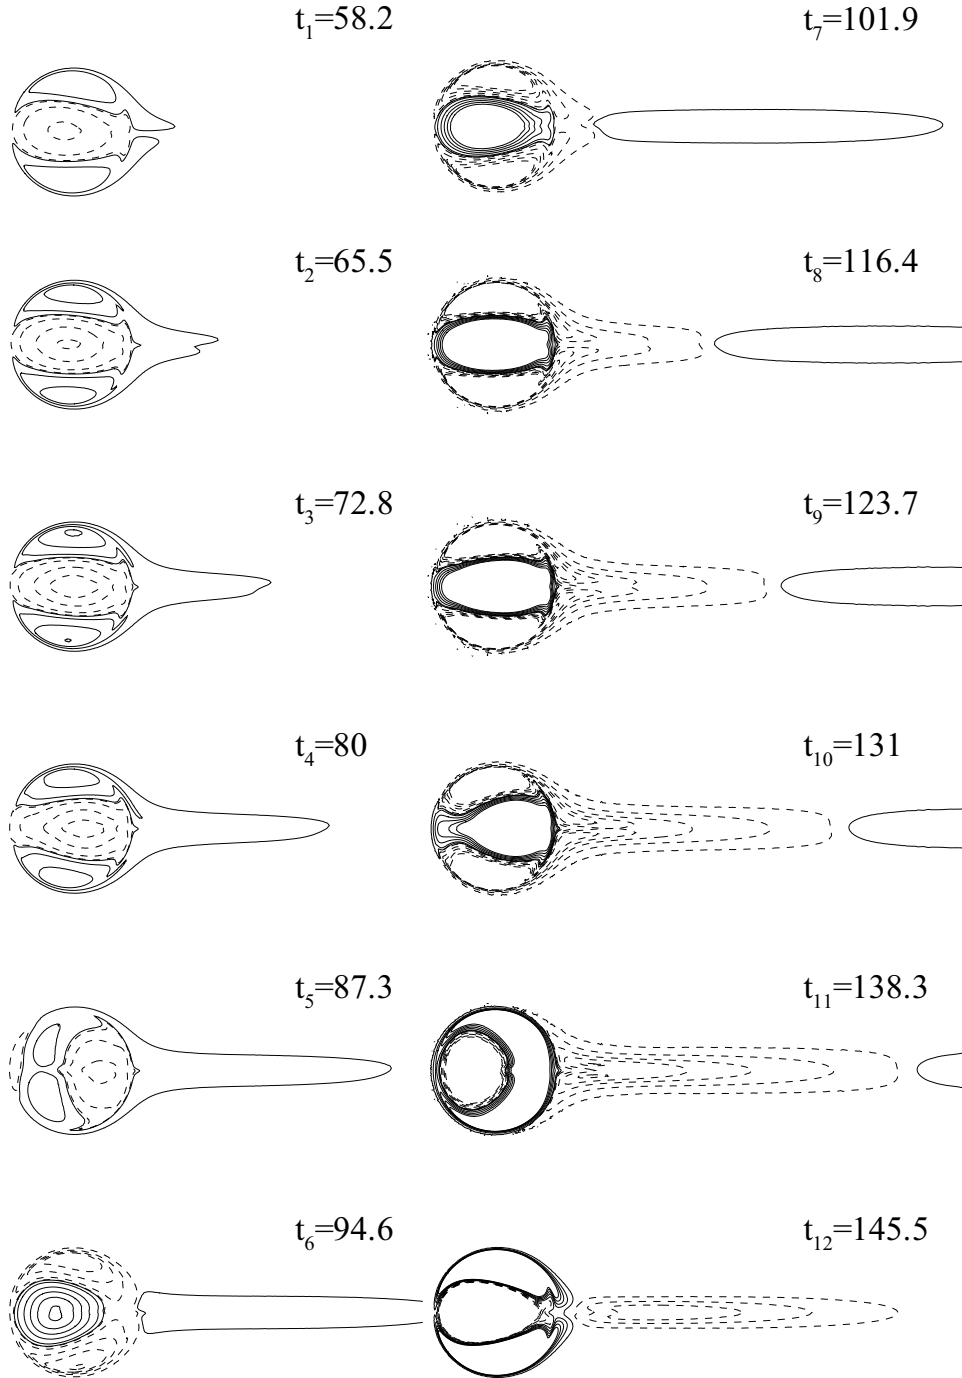 t1=58.2
t2=65.5
t3=72.8
t4=80
t5=87.3
t6=94.6
t7=101.9
t8=116.4
t9=123.7
t10=131
t11=138.3
t12=145.5